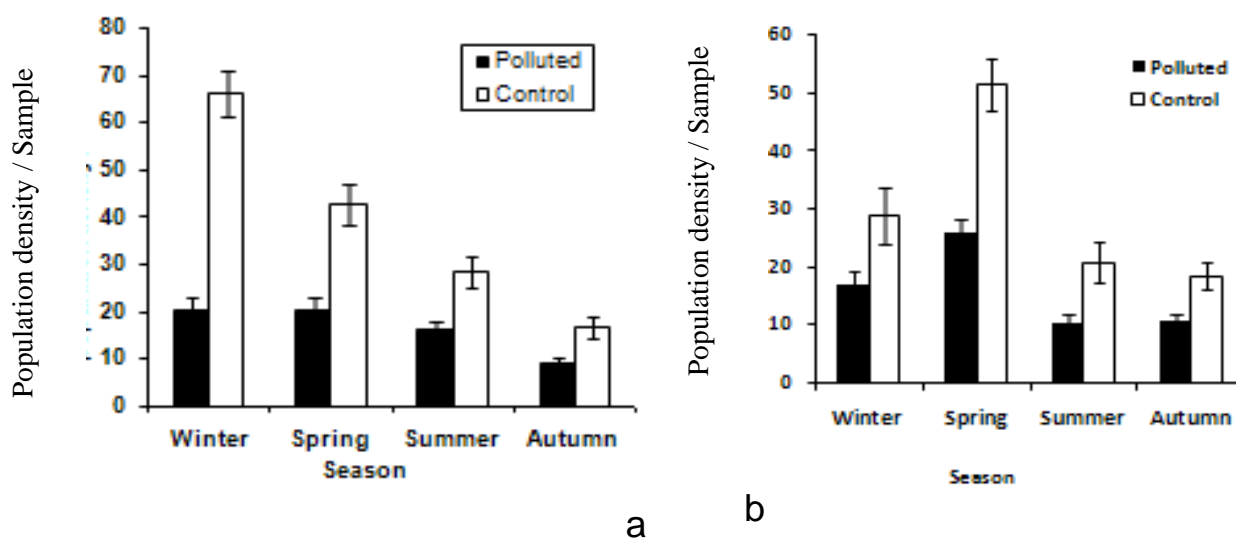 Population density / Sample
80
70
60
50
40
30
20
10
0
Polluted
Control
Winter Spring Summer Autumn
Season
a
Population density / Sample
60
50
40
30
20
10
0
Polluted
Control
Winter Spring Summer Autumn
Season
b